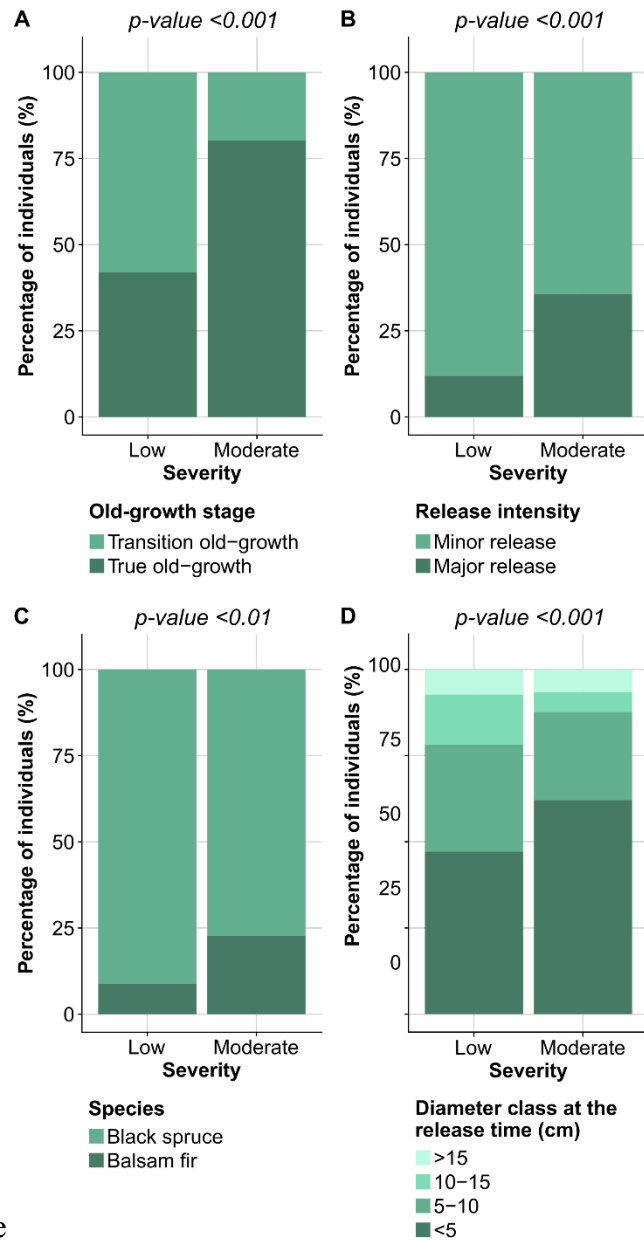 A
p-value <0.001
Percentage of individuals (%)
100
75
50
25
0
Low
Moderate
Severity
Old-growth stage
Transition old-growth
True old-growth
B
p-value <0.001
Percentage of individuals (%)
100
75
50
25
0
Low
Moderate
Severity
Release intensity
Minor release
Major release
C
p-value <0.01
Percentage of individuals (%)
100
75
50
25
0
Low
Moderate
Severity
Species
Black spruce
Balsam fir
D
p-value <0.001
Percentage of individuals (%)
100
75
50
25
0
Low
Moderate
Severity
Diameter class at the
release time (cm)
>15
10−15
5−10
<5
e